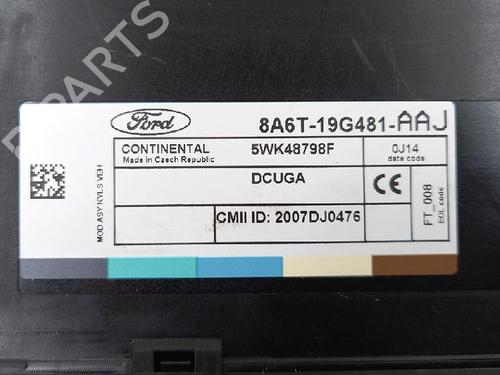 B PARTS
Ford
8A6T-19G481-AAJ
CONTINENTAL
Made in Czech Republic
5WK48798F
0J14
date code
DCUGA
CE
CMII ID: 2007DJ0476
MOD ASY KYLS VEH
FT_008
EOL code